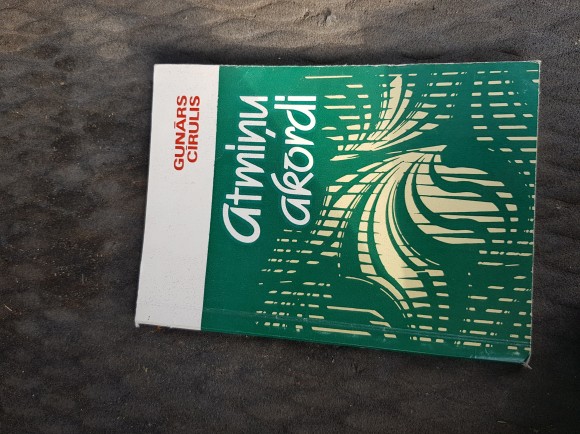 GUNĀRS
CĪRULIS
Atmiņu
akordi